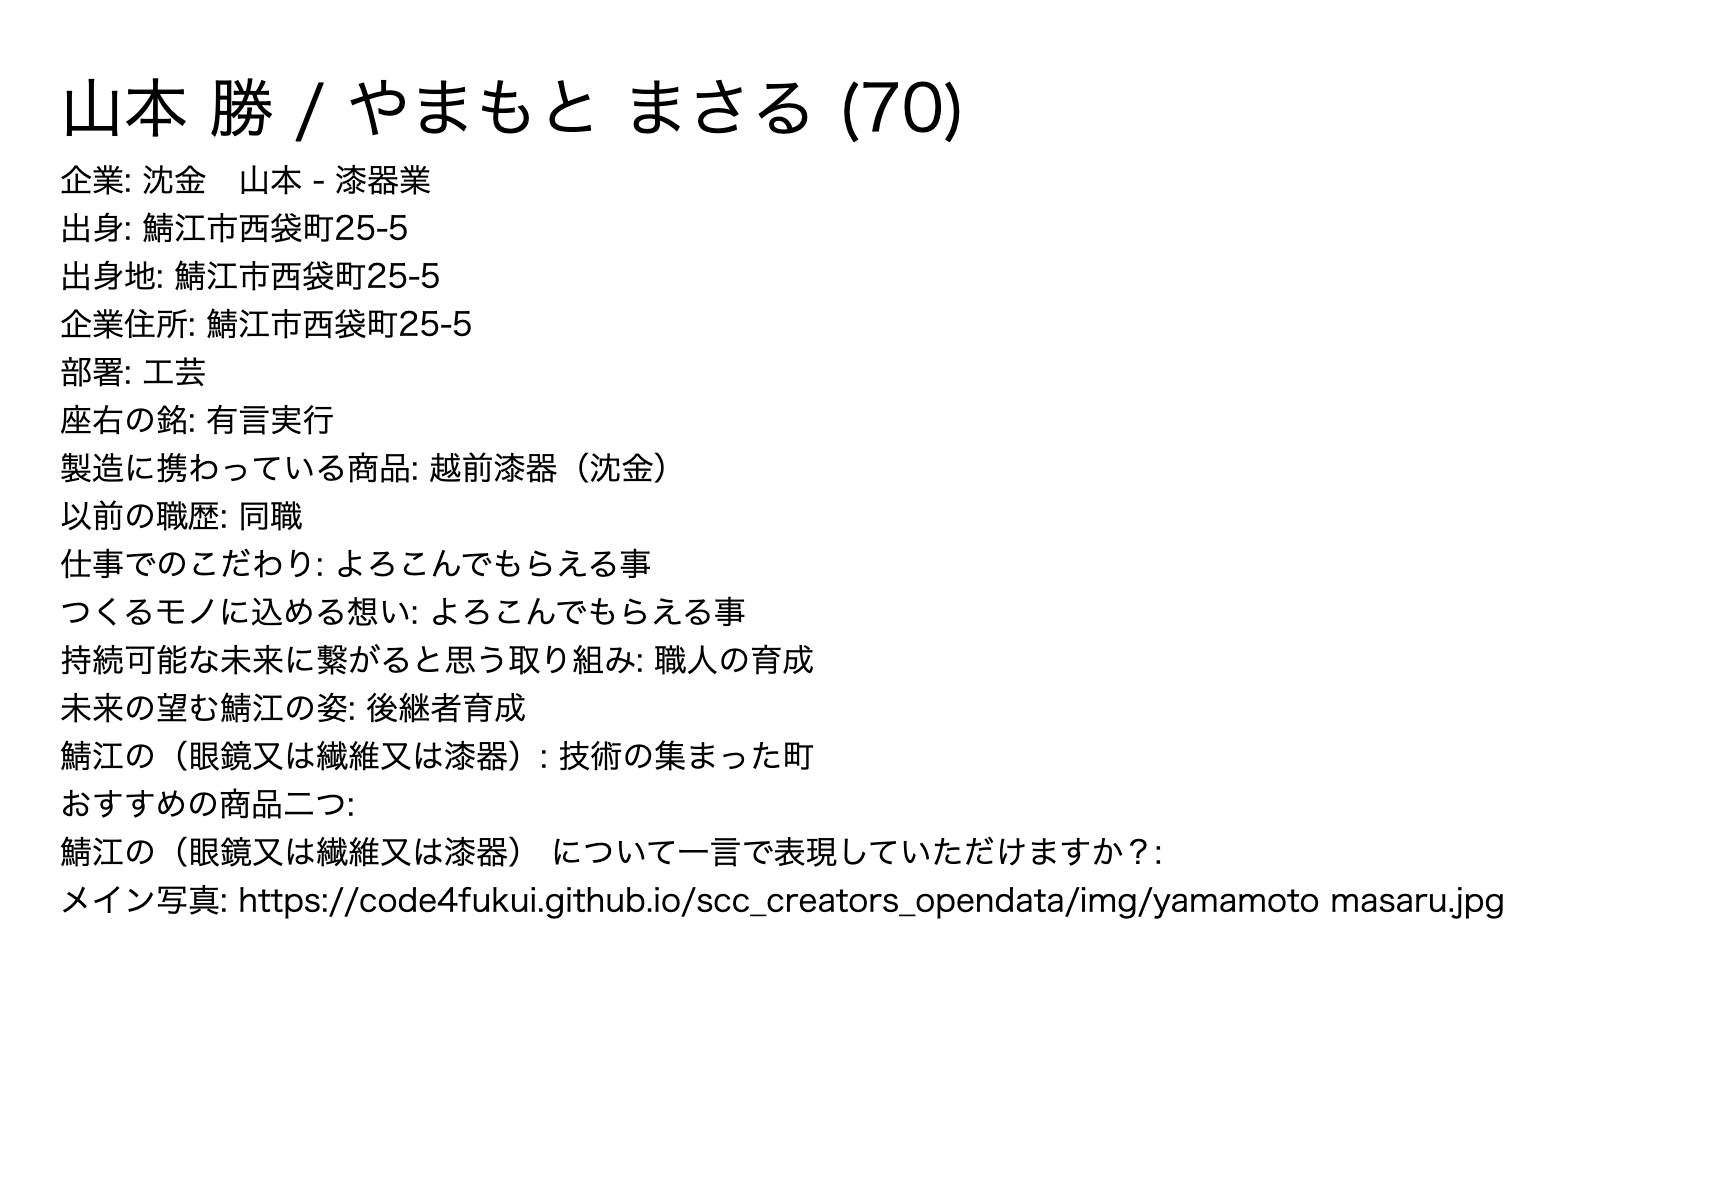 山本 勝 / やまもと まさる (70)
企業: 沈金　山本 - 漆器業
出身: 鯖江市西袋町25-5
出身地: 鯖江市西袋町25-5
企業住所: 鯖江市西袋町25-5
部署: 工芸
座右の銘: 有言実行
製造に携わっている商品: 越前漆器（沈金）
以前の職歴: 同職
仕事でのこだわり: よろこんでもらえる事
つくるモノに込める想い: よろこんでもらえる事
持続可能な未来に繋がると思う取り組み: 職人の育成
未来の望む鯖江の姿: 後継者育成
鯖江の（眼鏡又は繊維又は漆器）: 技術の集まった町
おすすめの商品二つ:
鯖江の（眼鏡又は繊維又は漆器） について一言で表現していただけますか？:
メイン写真: https://code4fukui.github.io/scc_creators_opendata/img/yamamoto masaru.jpg